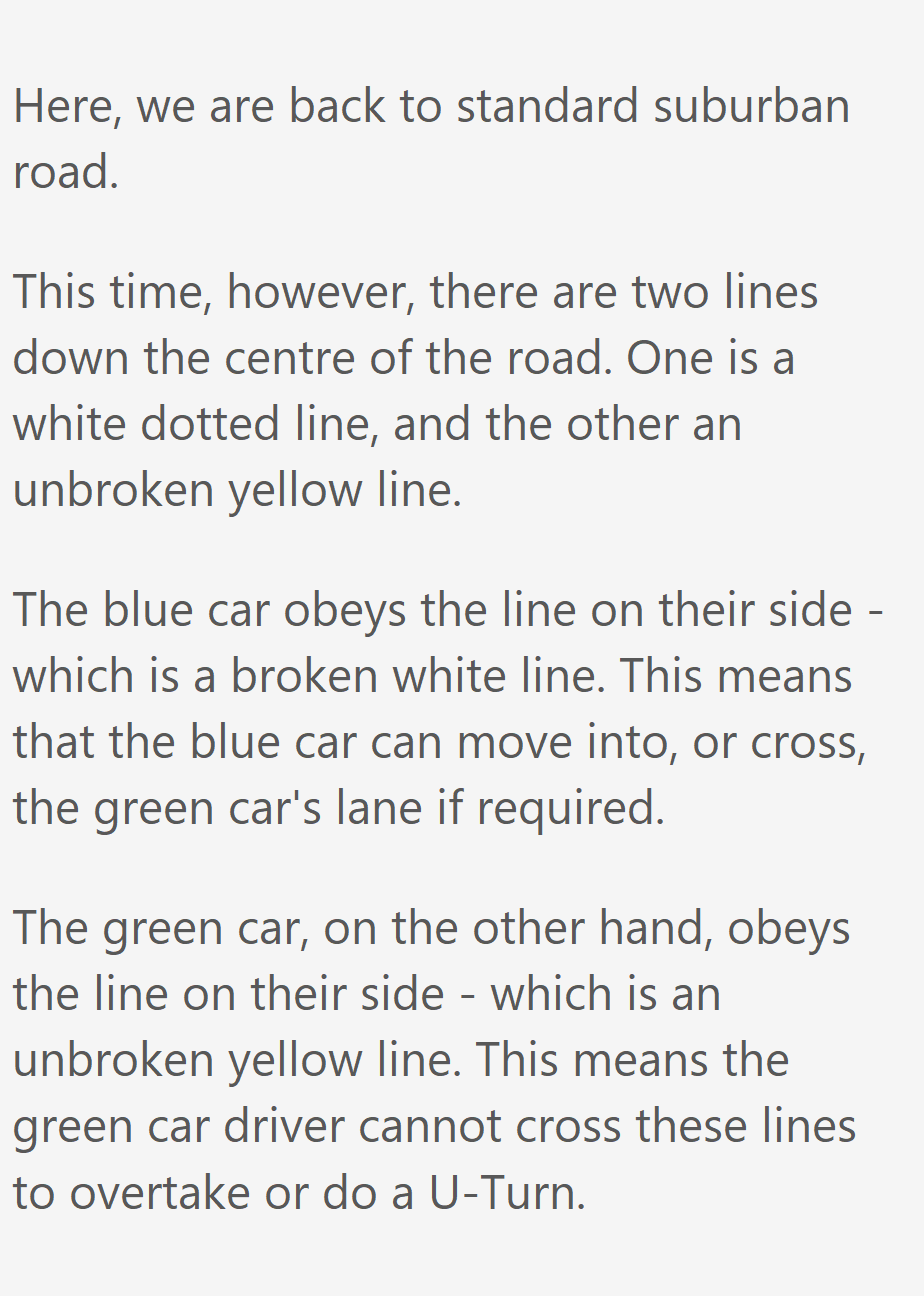 Here, we are back to standard suburban
road.
This time, however, there are two lines
down the centre of the road. One is a
white dotted line, and the other an
unbroken yellow line.
The blue car obeys the line on their side -
which is a broken white line. This means
that the blue car can move into, or cross,
the green car's lane if required.
The green car, on the other hand, obeys
the line on their side - which is an
unbroken yellow line. This means the
green car driver cannot cross these lines
to overtake or do a U-Turn.